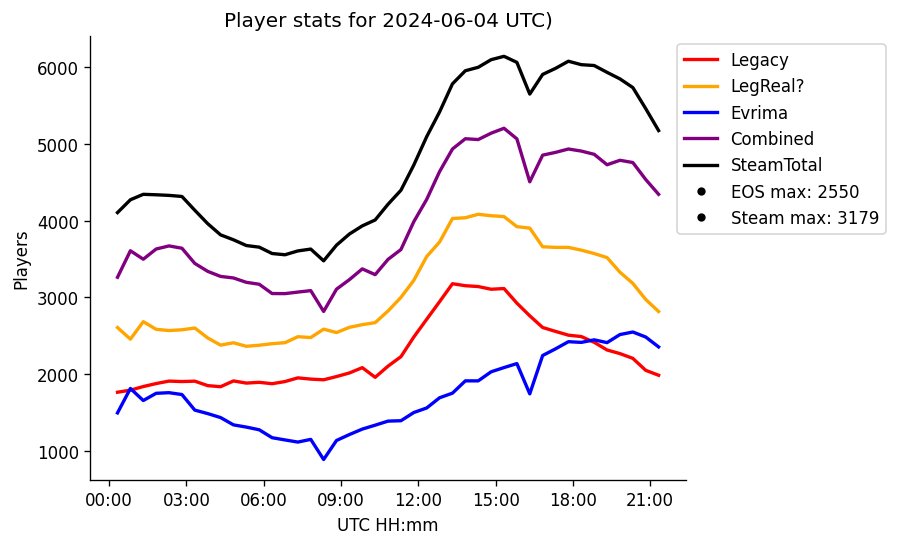 Player stats for 2024-06-04 UTC)
Players
6000
5000
4000
3000
2000
1000
00:00 03:00 06:00 09:00 12:00 15:00 18:00 21:00
UTC HH:mm
Legacy
LegReal?
Evrima
Combined
SteamTotal
EOS max: 2550
Steam max: 3179